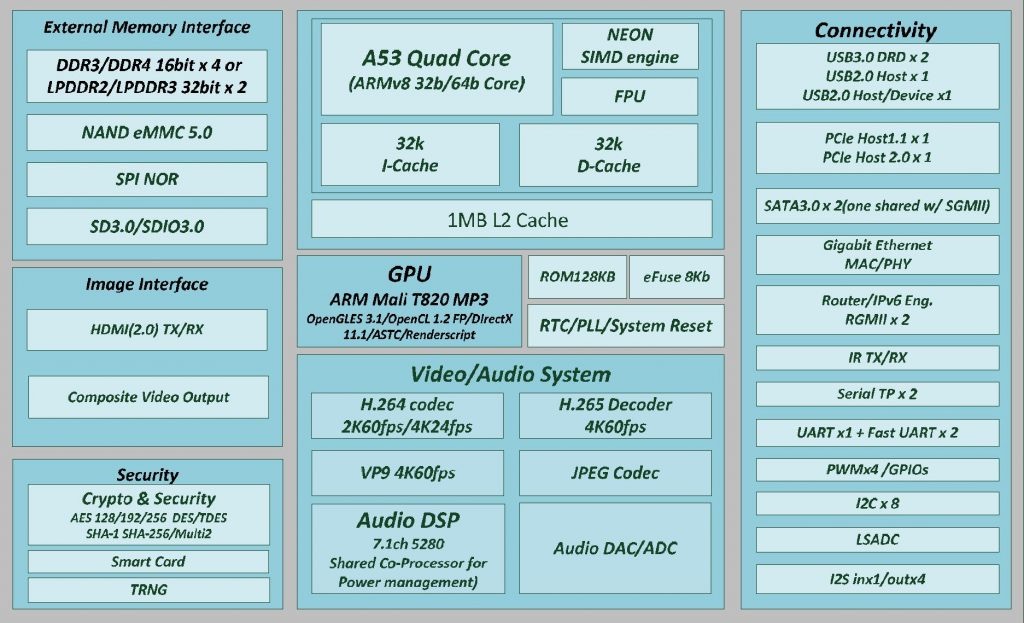 External Memory Interface
DDR3/DDR4 16bit x 4 or
LPDDR2/LPDDR3 32bit x 2
NAND eMMC 5.0
SPI NOR
SD3.0/SDIO3.0
Image Interface
HDMI(2.0) TX/RX
Composite Video Output
Security
Crypto & Security
AES 128/192/256 DES/TDES
SHA-1 SHA-256/Multi2
Smart Card
TRNG
A53 Quad Core
(ARMv8 32b/64b Core)
NEON
SIMD engine
FPU
32k
I-Cache
32k
D-Cache
1MB L2 Cache
GPU
ARM Mali T820 MP3
OpenGLES 3.1/OpenCL 1.2 FP/DirectX
11.1/ASTC/Renderscript
ROM128KB
eFuse 8Kb
RTC/PLL/System Reset
Video/Audio System
H.264 codec
2K60fps/4K24fps
H.265 Decoder
4K60fps
VP9 4K60fps
JPEG Codec
Audio DSP
7.1ch 5280
Shared Co-Processor for
Power management)
Audio DAC/ADC
Connectivity
USB3.0 DRD x 2
USB2.0 Host x 1
USB2.0 Host/Device x1
PCIe Host1.1 x 1
PCIe Host 2.0 x 1
SATA3.0 x 2(one shared w/ SGMII)
Gigabit Ethernet
MAC/PHY
Router/IPv6 Eng.
RGMII x 2
IR TX/RX
Serial TP x 2
UART x1 + Fast UART x 2
PWMx4 /GPIOs
I2C x 8
LSADC
I2S inx1/outx4